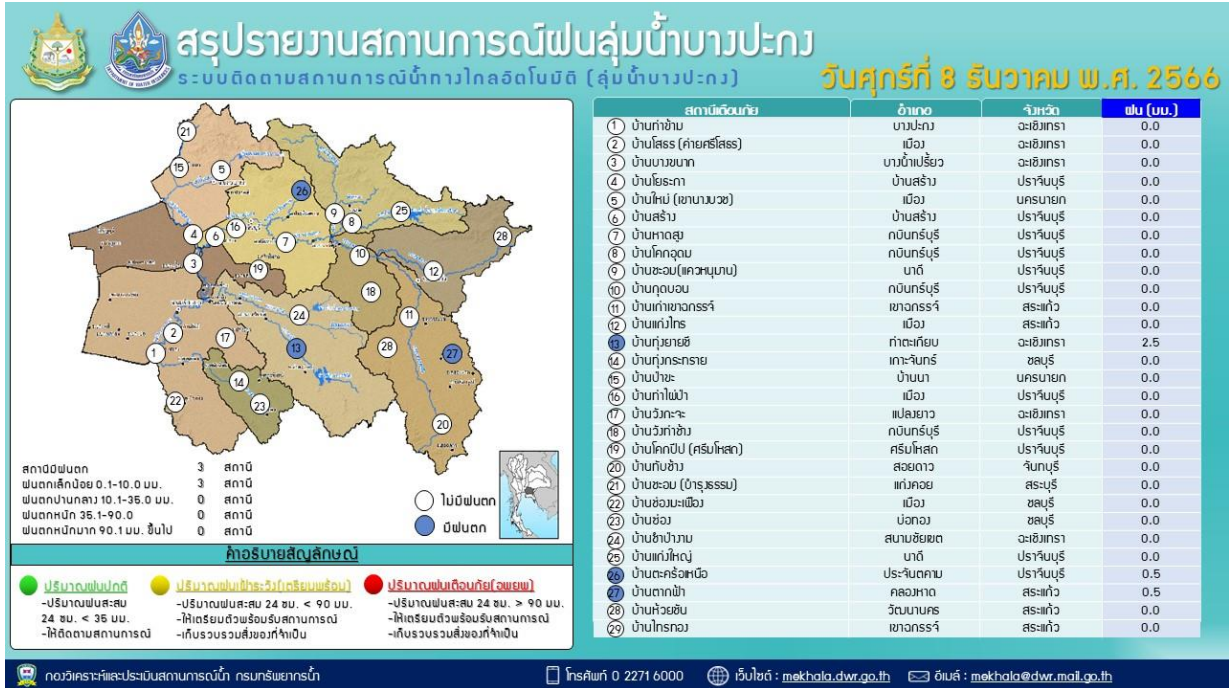 สรุปรายงานสถานการณ์ฝนลุ่มน้ำบางปะกง
ระบบติดตามสถานการณ์น้ำทางไกลอัตโนมัติ (ลุ่มน้ำบางปะกง)
วันศุกร์ที่ 8 ธันวาคม พ.ศ. 2566
สถานีเตือนภัย อำเภอ จังหวัด ฝน (มม.)
1 บ้านท่าข้าม บางปะกง ฉะเชิงเทรา 0.0
2 บ้านโสธร (ค่ายศรีโสธร) เมือง ฉะเชิงเทรา 0.0
3 บ้านบางขนาก บางน้ำเปรี้ยว ฉะเชิงเทรา 0.0
4 บ้านโยธะกา บ้านสร้าง ปราจีนบุรี 0.0
5 บ้านใหม่ (เขานางบวช) เมือง นครนายก 0.0
6 บ้านสร้าง บ้านสร้าง ปราจีนบุรี 0.0
7 บ้านหาดสูง กบินทร์บุรี ปราจีนบุรี 0.0
8 บ้านโคกอุดม กบินทร์บุรี ปราจีนบุรี 0.0
9 บ้านชะอม(แควหนุมาน) นาดี ปราจีนบุรี 0.0
10 บ้านกุดบอน กบินทร์บุรี ปราจีนบุรี 0.0
11 บ้านเก่าเขาฉกรรจ์ เขาฉกรรจ์ สระแก้ว 0.0
12 บ้านแก่งไทร เมือง สระแก้ว 0.0
13 บ้านทุ่งยายชี ท่าตะเกียบ ฉะเชิงเทรา 2.5
14 บ้านทุ่งกระทราย เกาะจันทร์ ชลบุรี 0.0
15 บ้านป่าขะ บ้านนา นครนายก 0.0
16 บ้านท่าไผ่ป่า เมือง ปราจีนบุรี 0.0
17 บ้านวังกะจะ แปลงยาว ฉะเชิงเทรา 0.0
18 บ้านวังท่าช้าง กบินทร์บุรี ปราจีนบุรี 0.0
19 บ้านโคกปีป (ศรีมโหสถ) ศรีมโหสถ ปราจีนบุรี 0.0
20 บ้านทับช้าง สอยดาว จันทบุรี 0.0
21 บ้านชะอม (บำรุงธรรม) แก่งคอย สระบุรี 0.0
22 บ้านช่องมะเฟือง เมือง ชลบุรี 0.0
23 บ้านช่อง บ่อทอง ชลบุรี 0.0
24 บ้านชำป่างาม สนามชัยเขต ฉะเชิงเทรา 0.0
25 บ้านแก่งใหญ่ นาดี ปราจีนบุรี 0.0
26 บ้านตะคร้อเหนือ ประจันตคาม ปราจีนบุรี 0.5
27 บ้านตากฟ้า คลองหาด สระแก้ว 0.5
28 บ้านห้วยชัน วัฒนานคร สระแก้ว 0.0
29 บ้านไทรทอง เขาฉกรรจ์ สระแก้ว 0.0
21
15
5
26
9
8
25
4
6
16
7
10
28
3
19
12
18
24
11
2
17
13
28
27
1
14
22
23
20
สถานีมีฝนตก 3 สถานี
ฝนตกเล็กน้อย 0.1-10.0 มม. 3 สถานี
ฝนตกปานกลาง 10.1-35.0 มม. 0 สถานี
ฝนตกหนัก 35.1-90.0 0 สถานี
ฝนตกหนักมาก 90.1 มม. ขึ้นไป 0 สถานี
ไม่มีฝนตก
มีฝนตก
คำอธิบายสัญลักษณ์
ปริมาณฝนปกติ
-ปริมาณฝนสะสม
24 ชม. < 35 มม.
-ให้ติดตามสถานการณ์
ปริมาณฝนเฝ้าระวัง(เตรียมพร้อม)
-ปริมาณฝนสะสม 24 ชม. < 90 มม.
-ให้เตรียมตัวพร้อมรับสถานการณ์
-เก็บรวบรวมสิ่งของที่จำเป็น
ปริมาณฝนเตือนภัย(อพยพ)
-ปริมาณฝนสะสม 24 ชม. > 90 มม.
-ให้เตรียมตัวพร้อมรับสถานการณ์
-เก็บรวบรวมสิ่งของที่จำเป็น
กองวิเคราะห์และประเมินสถานการณ์น้ำ กรมทรัพยากรน้ำ
โทรศัพท์ 0 2271 6000
เว็บไซต์ : mekhala.dwr.go.th
อีเมล์ : mekhala@dwr.mail.go.th